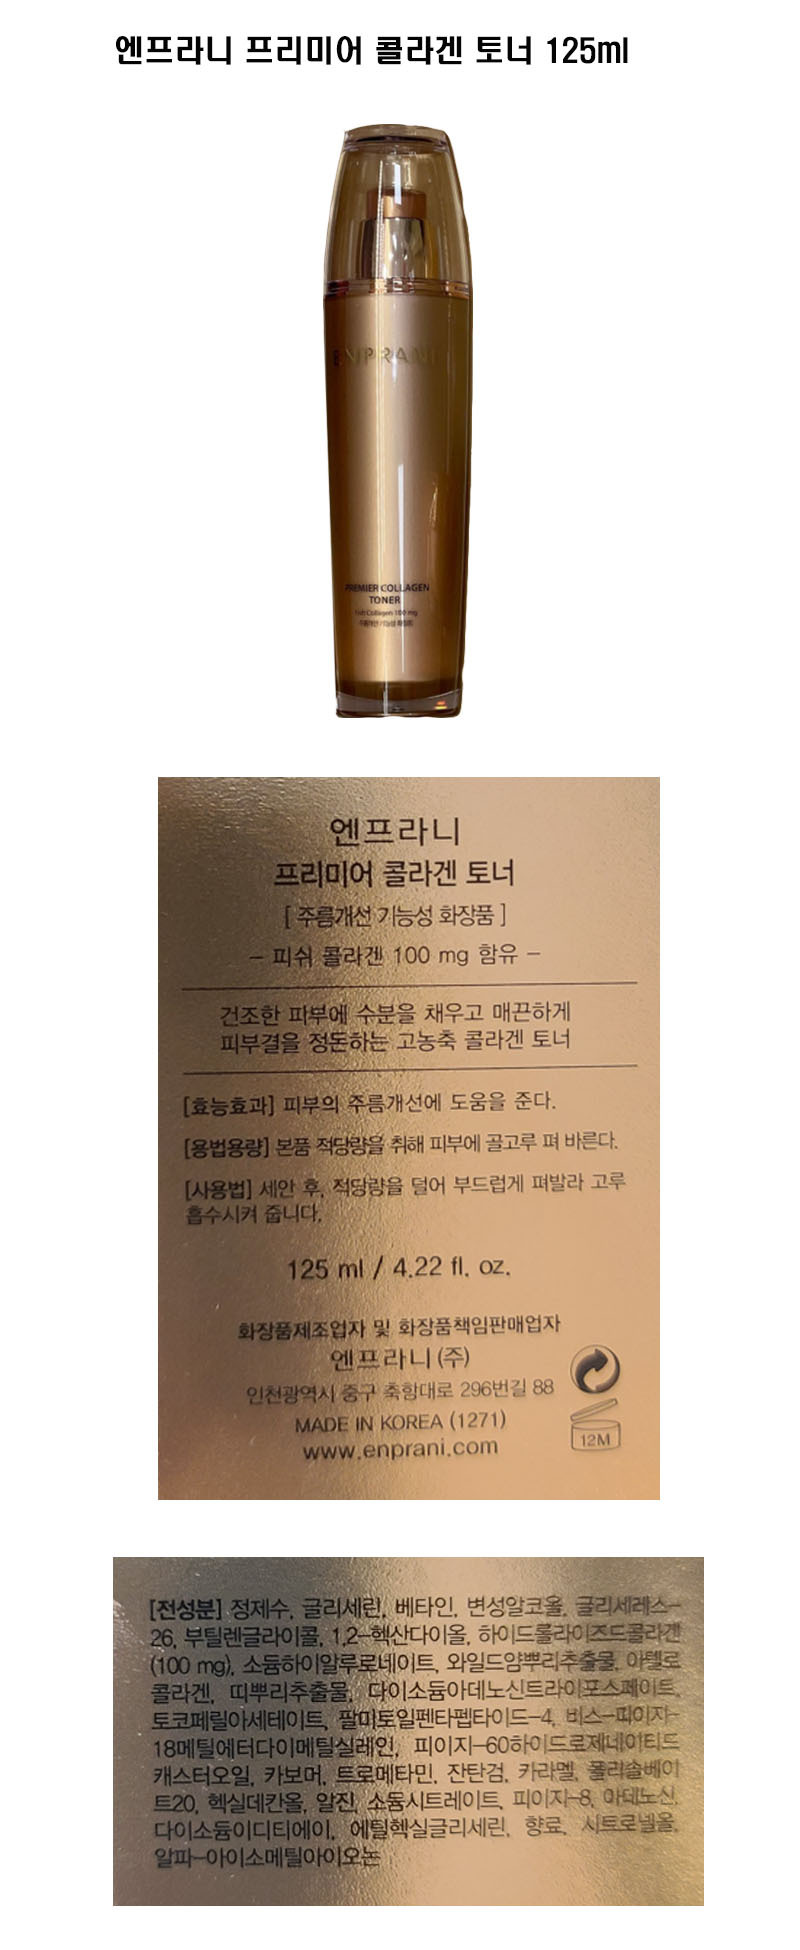 엔프라니 프리미어 콜라겐 토너 125ml
ENPRANI
PREMIER COLLAGEN
TONER
Fish Collagen 100 mg
주름개선 기능성 화장품
엔프라니
프리미어 콜라겐 토너
[ 주름개선 기능성 화장품 ]
- 피쉬 콜라겐 100 mg 함유 -
건조한 피부에 수분을 채우고 매끈하게
피부결을 정돈하는 고농축 콜라겐 토너
[효능효과] 피부의 주름개선에 도움을 준다.
[용법용량] 본품 적당량을 취해 피부에 골고루 펴 바른다.
[사용법] 세안 후, 적당량을 덜어 부드럽게 펴발라 고루
흡수시켜 줍니다.
125 ml / 4.22 fl. oz.
화장품제조업자 및 화장품책임판매업자
엔프라니(주)
인천광역시 중구 축항대로 296번길 88
MADE IN KOREA (1271)
www.enprani.com
12M
[전성분] 정제수, 글리세린, 베타인, 변성알코올, 글리세레스-
26, 부틸렌글라이콜, 1,2-헥산다이올, 하이드롤라이즈드콜라겐
(100 mg), 소듐하이알루로네이트, 와일드얌뿌리추출물, 아텔로
콜라겐, 띠뿌리추출물, 다이소듐아데노신트라이포스페이트,
토코페릴아세테이트, 팔미토일펜타펩타이드-4, 비스-피이지-
18메틸에터다이메틸실레인, 피이지-60하이드로제네이티드
캐스터오일, 카보머, 트로메타민, 잔탄검, 카라멜, 폴리솔베이
트20, 헥실데칸올, 알진, 소듐시트레이트, 피이지-8, 아데노신,
다이소듐이디티에이, 에틸헥실글리세린, 향료, 시트로넬올,
알파-아이소메틸아이오논